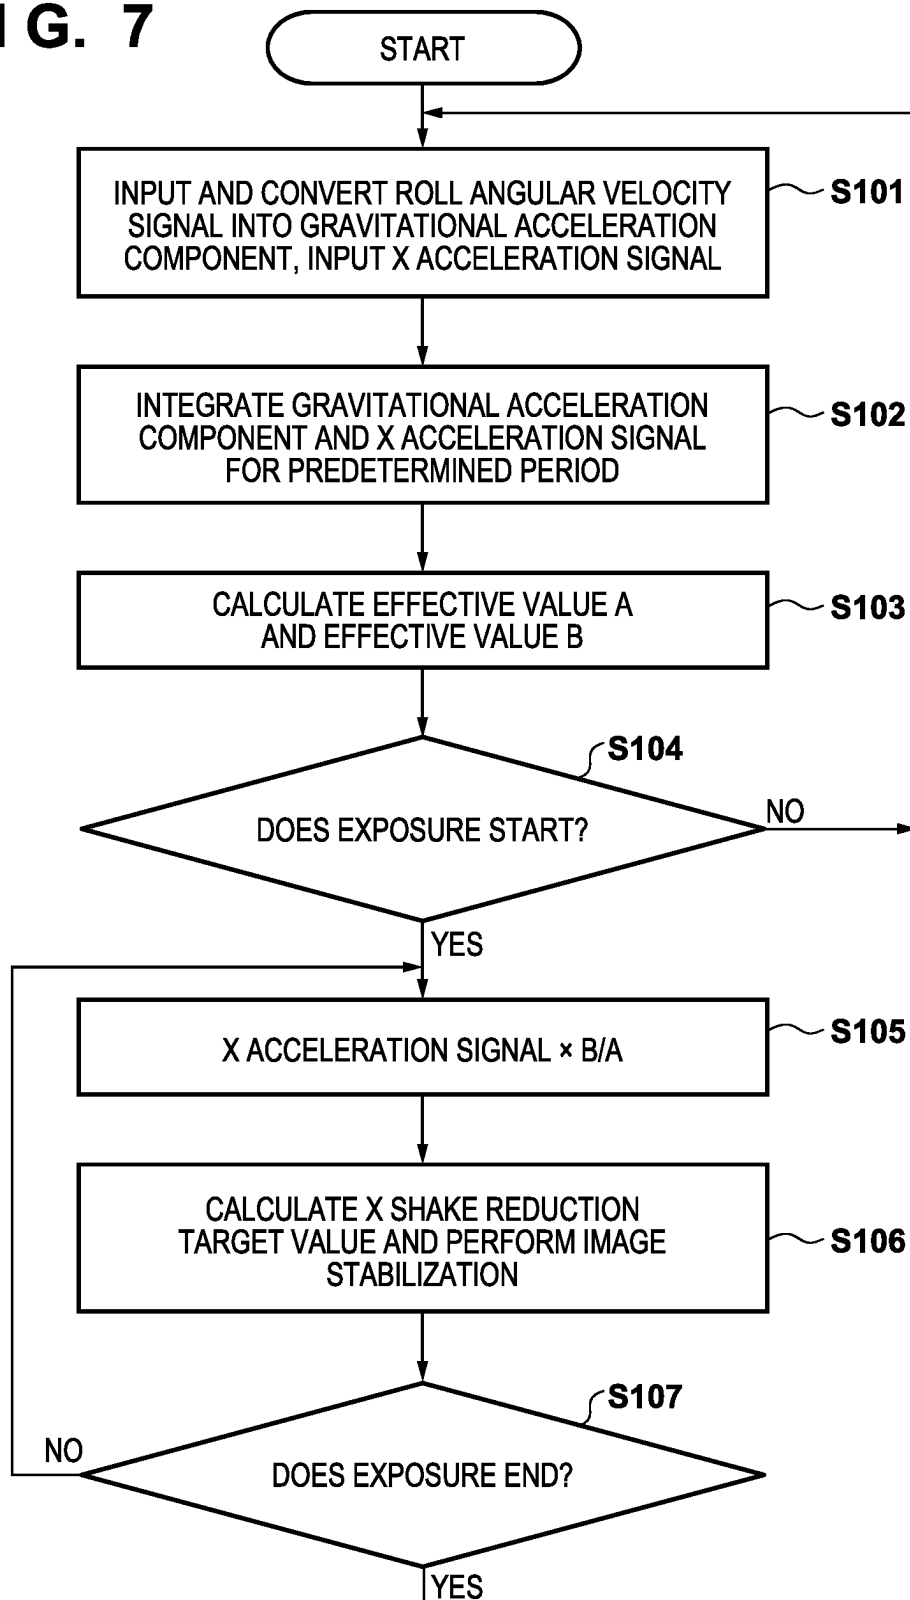 I G. 7
START
INPUT AND CONVERT ROLL ANGULAR VELOCITY
SIGNAL INTO GRAVITATIONAL ACCELERATION
COMPONENT, INPUT X ACCELERATION SIGNAL
S101
INTEGRATE GRAVITATIONAL ACCELERATION
COMPONENT AND X ACCELERATION SIGNAL
FOR PREDETERMINED PERIOD
S102
CALCULATE EFFECTIVE VALUE A
AND EFFECTIVE VALUE B
S103
S104
DOES EXPOSURE START?
NO
YES
X ACCELERATION SIGNAL × B/A
S105
CALCULATE X SHAKE REDUCTION
TARGET VALUE AND PERFORM IMAGE
STABILIZATION
S106
S107
NO
DOES EXPOSURE END?
YES